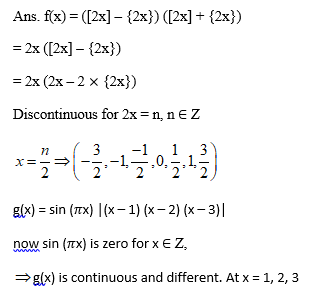 Ans. f(x) = ([2x] – {2x}) ([2x] + {2x})
= 2x ([2x] – {2x})
= 2x (2x – 2 × {2x})
Discontinuous for 2x = n, n ∈ Z
x = n/2 ⇒ (–3/2, –1, –1/2, 0, 1/2, 1, 3/2)
g(x) = sin (πx) |(x – 1) (x – 2) (x – 3)|
now sin (πx) is zero for x ∈ Z,
⇒g(x) is continuous and different. At x = 1, 2, 3